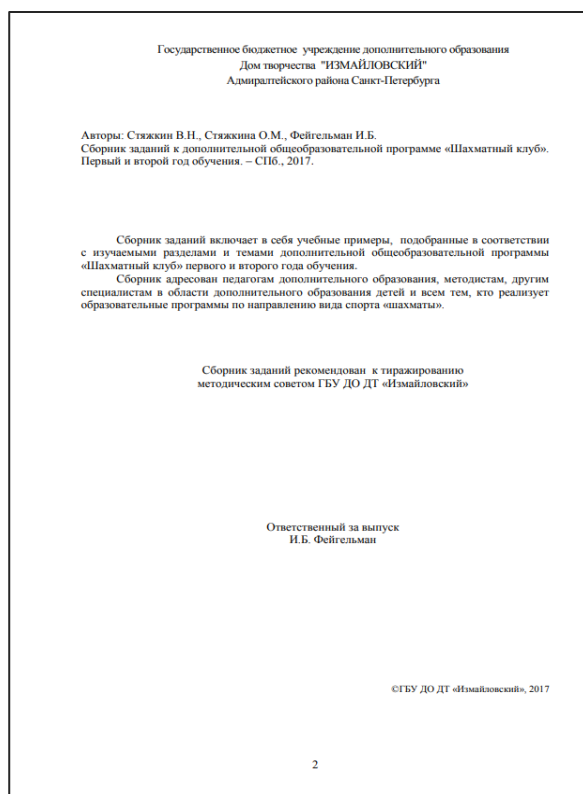 Государственное бюджетное учреждение дополнительного образования
Дом творчества "ИЗМАЙЛОВСКИЙ"
Адмиралтейского района Санкт-Петербурга
Авторы: Стяжкин В.Н., Стяжкина О.М., Фейгельман И.Б.
Сборник заданий к дополнительной общеобразовательной программе «Шахматный клуб».
Первый и второй год обучения. – СПб., 2017.
Сборник заданий включает в себя учебные примеры, подобранные в соответствии
с изучаемыми разделами и темами дополнительной общеобразовательной программы
«Шахматный клуб» первого и второго года обучения.
Сборник адресован педагогам дополнительного образования, методистам, другим
специалистам в области дополнительного образования детей и всем тем, кто реализует
образовательные программы по направлению вида спорта «шахматы».
Сборник заданий рекомендован к тиражированию
методическим советом ГБУ ДО ДТ «Измайловский»
Ответственный за выпуск
И.Б. Фейгельман
©ГБУ ДО ДТ «Измайловский», 2017
2